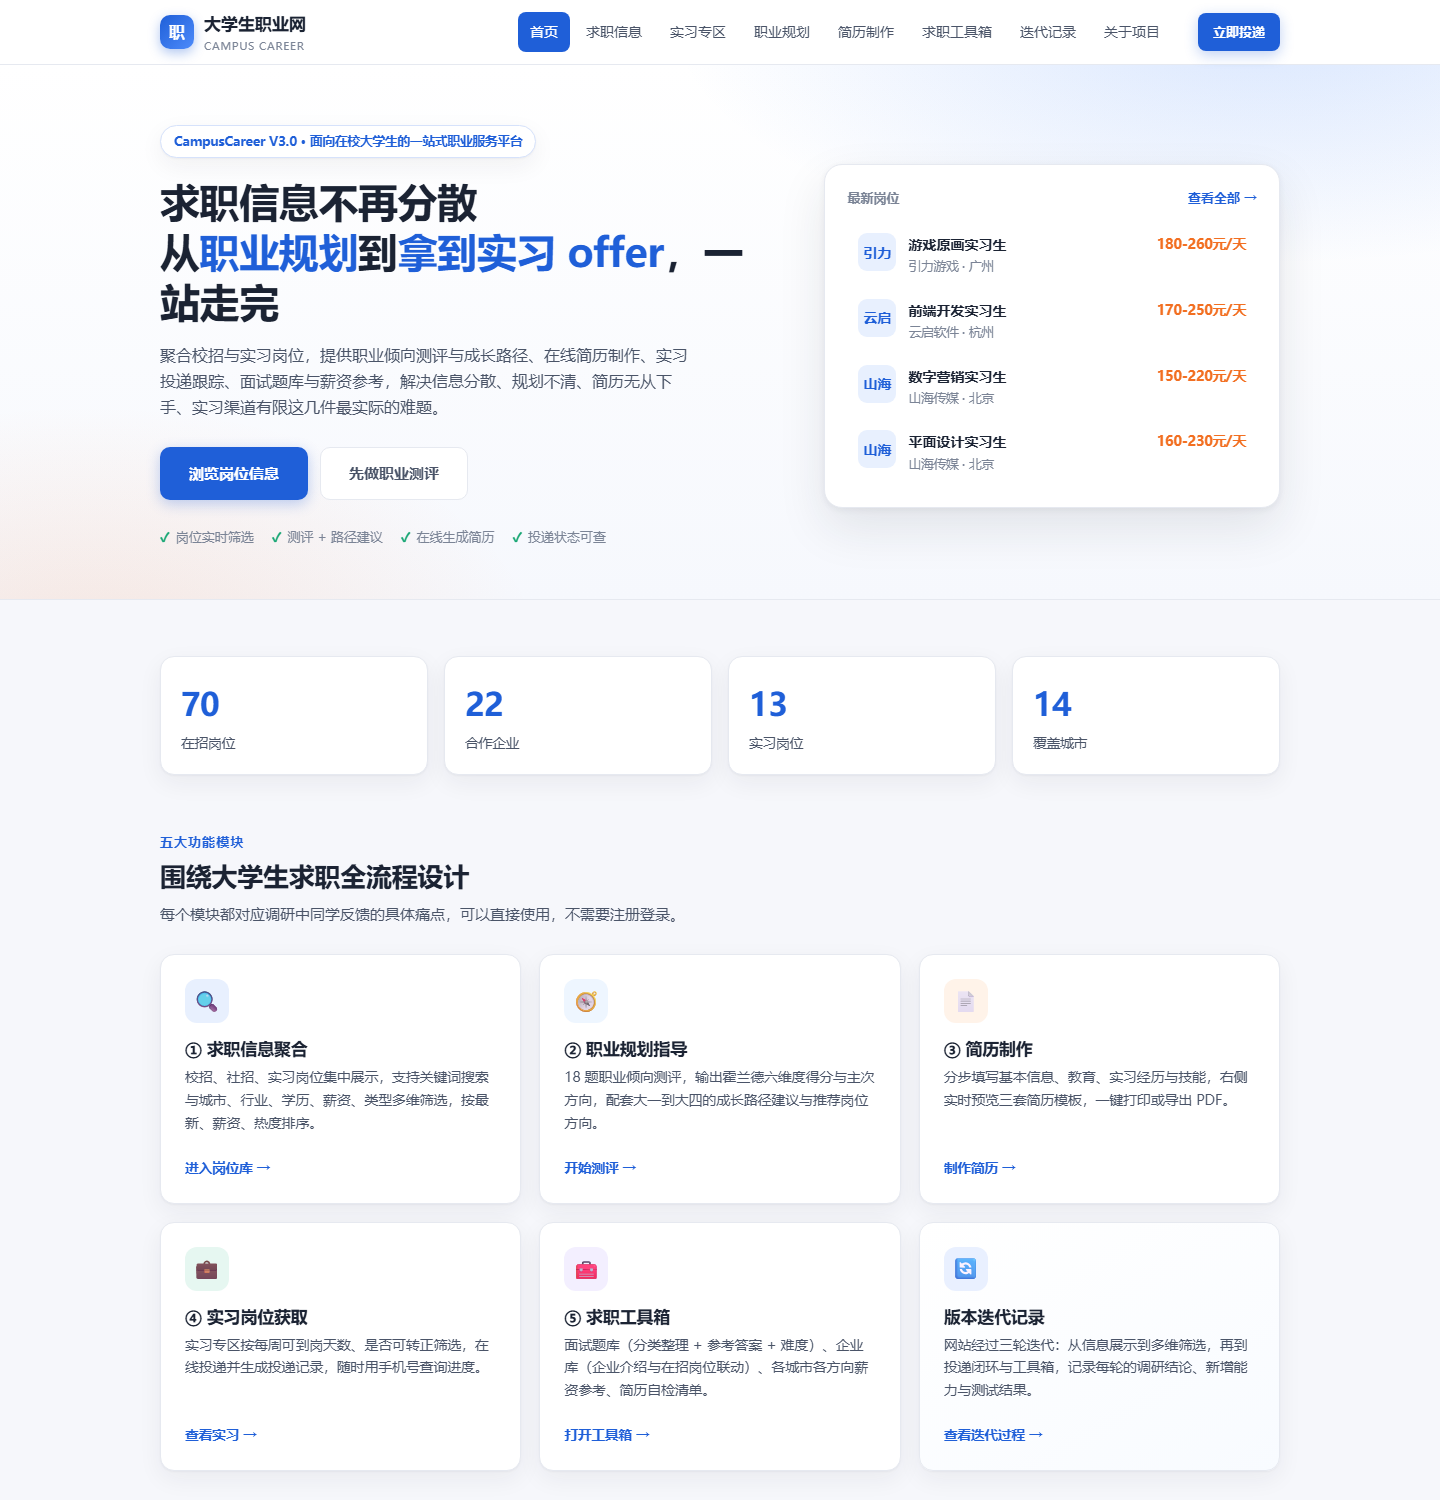 职
大学生职业网
CAMPUS CAREER
首页
求职信息
实习专区
职业规划
简历制作
求职工具箱
迭代记录
关于项目
立即投递
CampusCareer V3.0 • 面向在校大学生的一站式职业服务平台
求职信息不再分散
从职业规划到拿到实习 offer，一
站走完
聚合校招与实习岗位，提供职业倾向测评与成长路径、在线简历制作、实习
投递跟踪、面试题库与薪资参考，解决信息分散、规划不清、简历无从下
手、实习渠道有限这几件最实际的难题。
浏览岗位信息
先做职业测评
✓ 岗位实时筛选
✓ 测评 + 路径建议
✓ 在线生成简历
✓ 投递状态可查
最新岗位
查看全部 →
引力
游戏原画实习生
180-260元/天
引力游戏 · 广州
云启
前端开发实习生
170-250元/天
云启软件 · 杭州
山海
数字营销实习生
150-220元/天
山海传媒 · 北京
山海
平面设计实习生
160-230元/天
山海传媒 · 北京
70
在招岗位
22
合作企业
13
实习岗位
14
覆盖城市
五大功能模块
围绕大学生求职全流程设计
每个模块都对应调研中同学反馈的具体痛点，可以直接使用，不需要注册登录。
① 求职信息聚合
校招、社招、实习岗位集中展示，支持关键词搜索
与城市、行业、学历、薪资、类型多维筛选，按最
新、薪资、热度排序。
进入岗位库 →
② 职业规划指导
18 题职业倾向测评，输出霍兰德六维度得分与主次
方向，配套大一到大四的成长路径建议与推荐岗位
方向。
开始测评 →
③ 简历制作
分步填写基本信息、教育、实习经历与技能，右侧
实时预览三套简历模板，一键打印或导出 PDF。
制作简历 →
④ 实习岗位获取
实习专区按每周可到岗天数、是否可转正筛选，在
线投递并生成投递记录，随时用手机号查询进度。
查看实习 →
⑤ 求职工具箱
面试题库（分类整理 + 参考答案 + 难度）、企业
库（企业介绍与在招岗位联动）、各城市各方向薪
资参考、简历自检清单。
打开工具箱 →
版本迭代记录
网站经过三轮迭代：从信息展示到多维筛选，再到
投递闭环与工具箱，记录每轮的调研结论、新增能
力与测试结果。
查看迭代过程 →